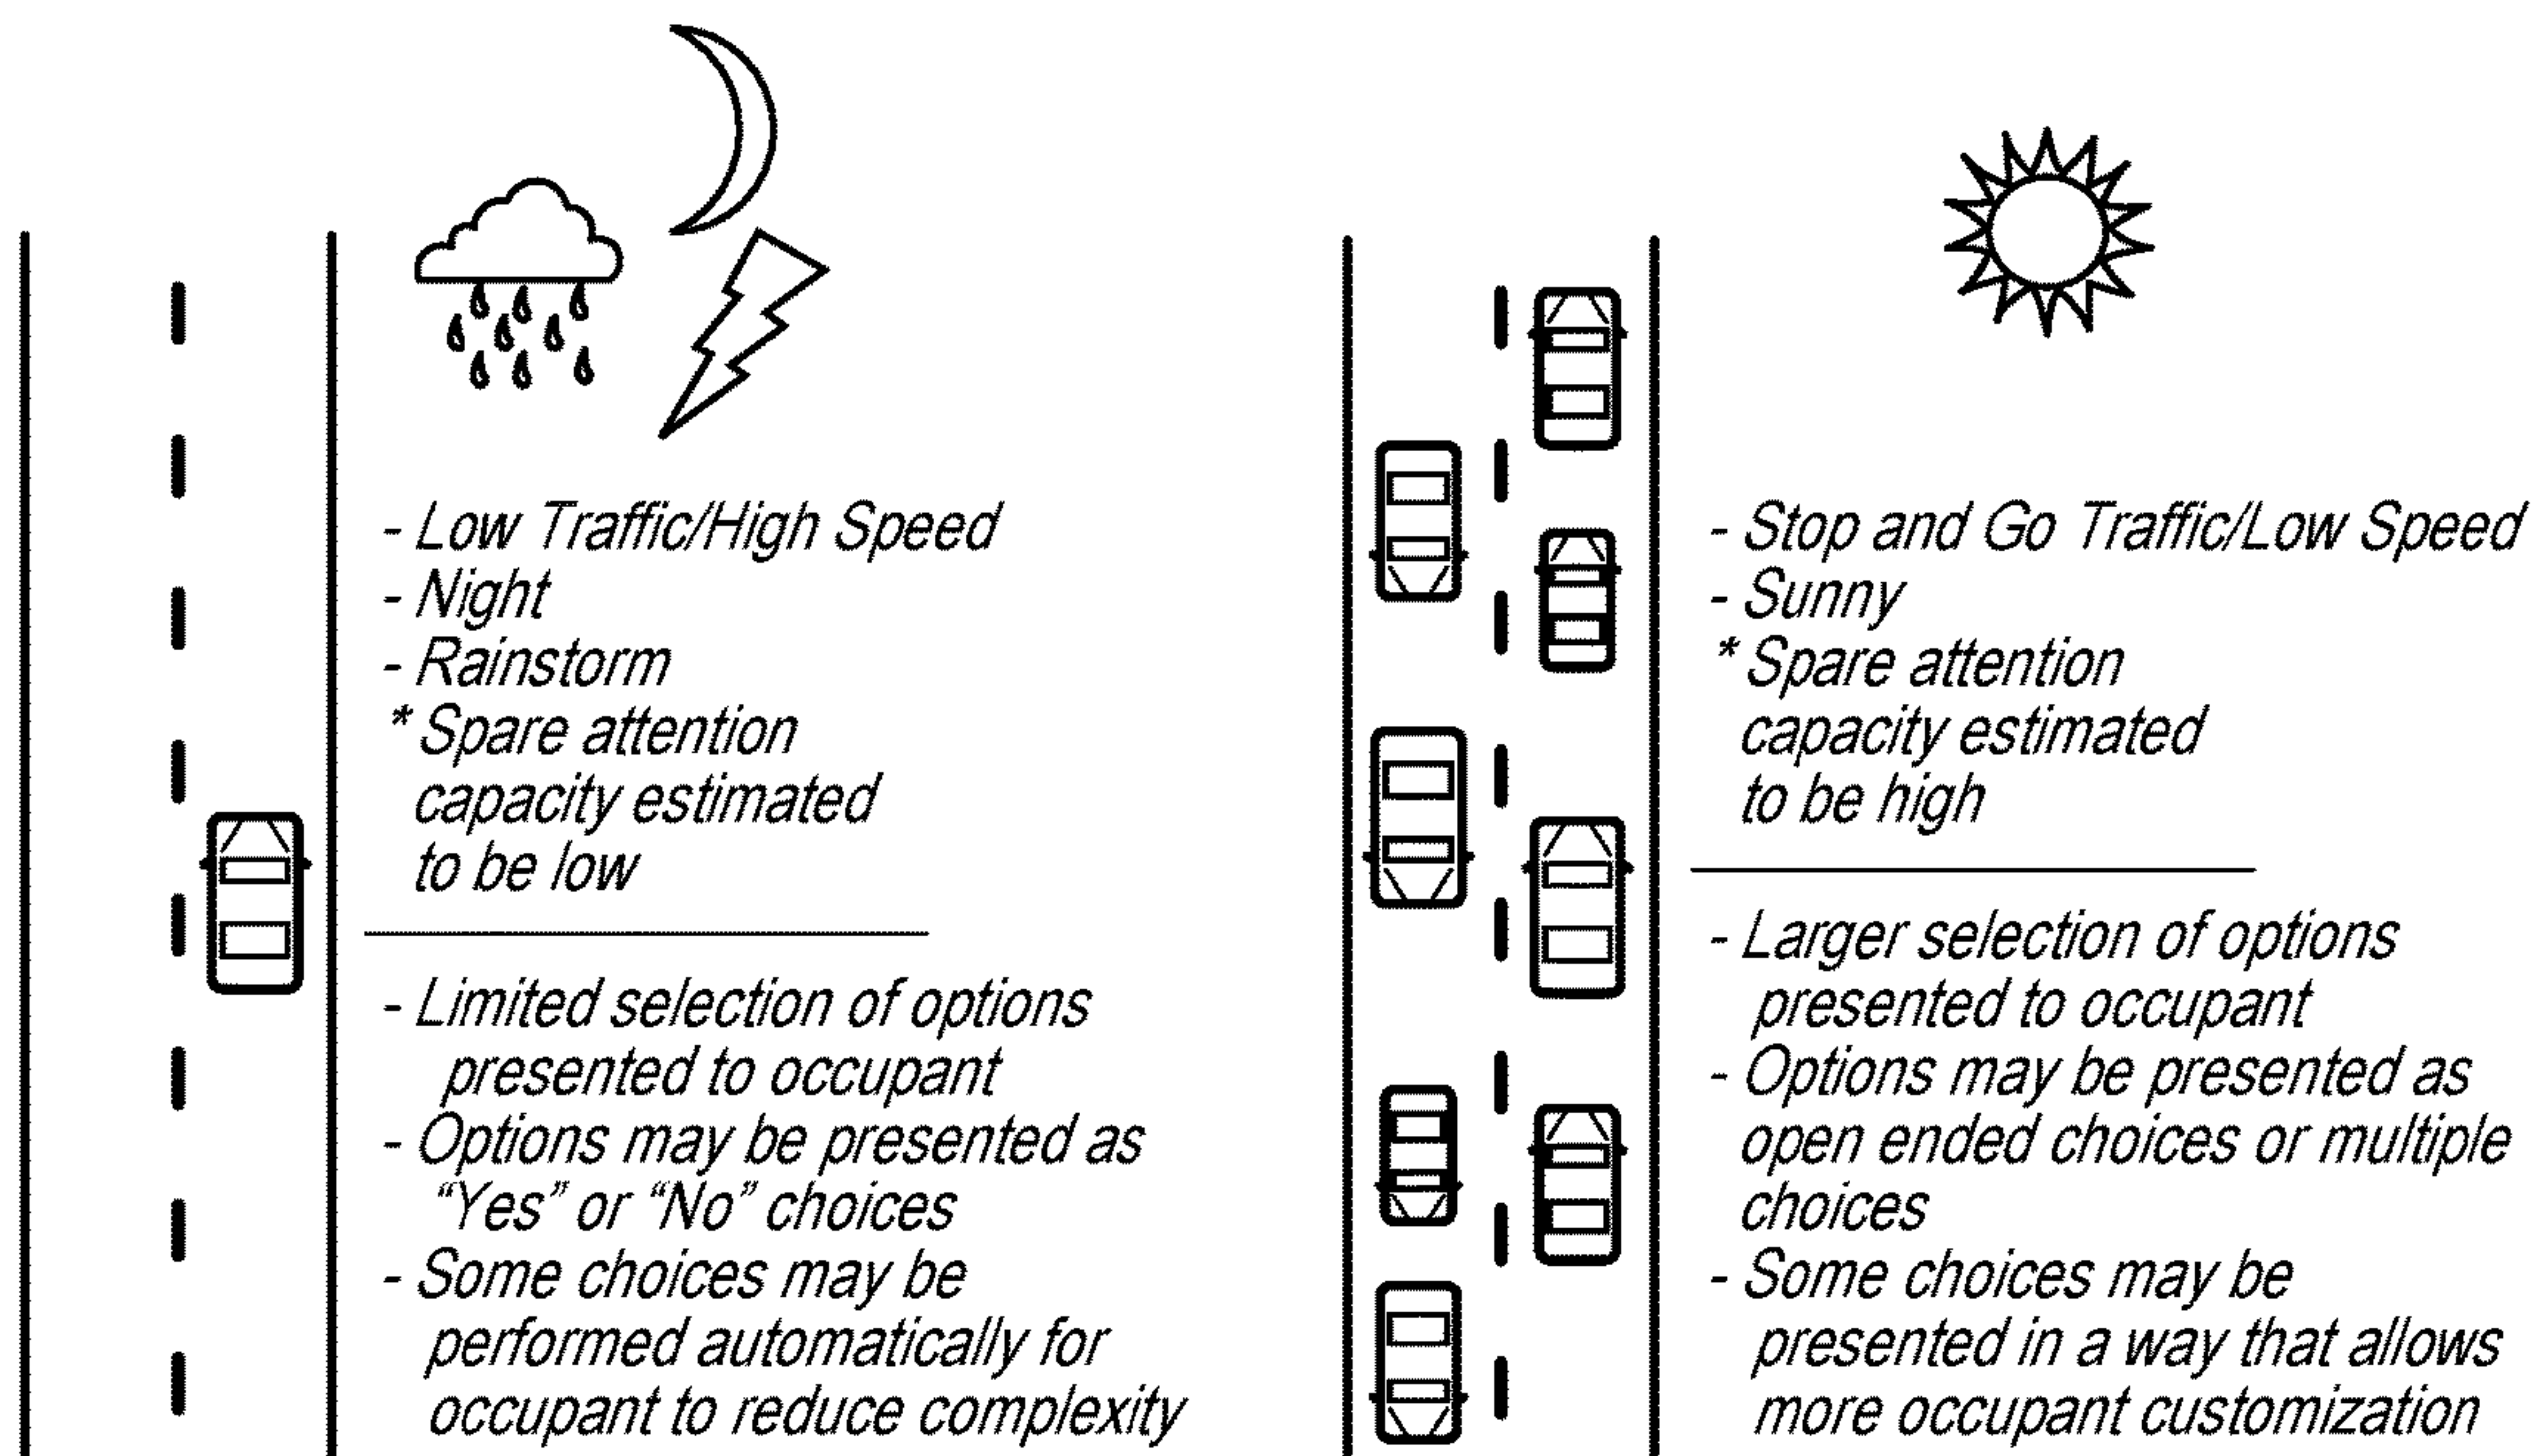 - Low Traffic/High Speed
- Night
- Rainstorm
* Spare attention
capacity estimated
to be low
- Limited selection of options
presented to occupant
- Options may be presented as
“Yes” or “No” choices
- Some choices may be
performed automatically for
occupant to reduce complexity
- Stop and Go Traffic/Low Speed
- Sunny
* Spare attention
capacity estimated
to be high
- Larger selection of options
presented to occupant
- Options may be presented as
open ended choices or multiple
choices
- Some choices may be
presented in a way that allows
more occupant customization